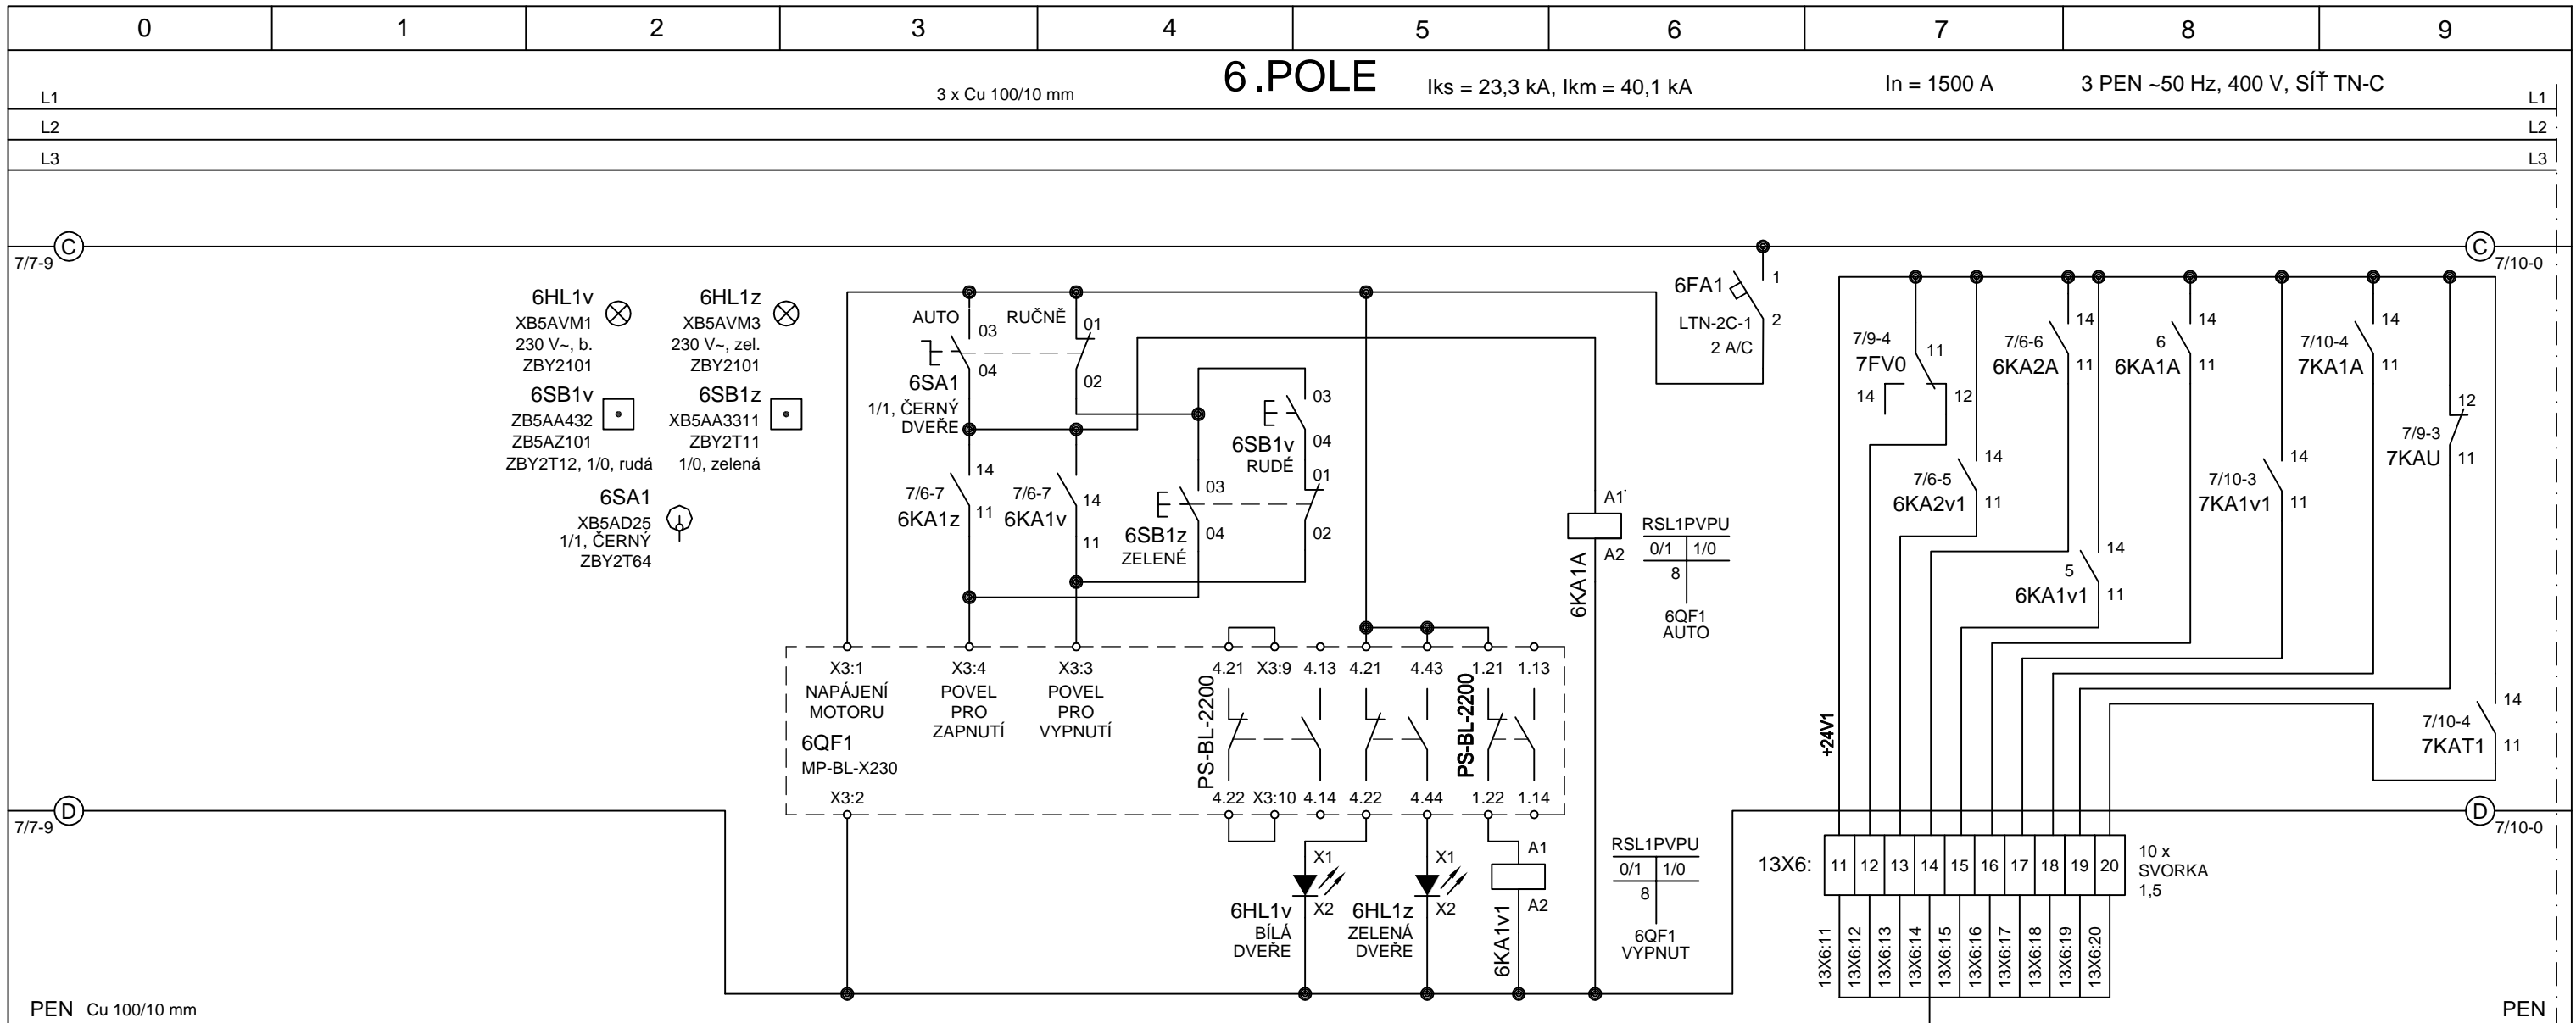 0 1 2 3 4 5 6 7 8 9
6.POLE
3 x Cu 100/10 mm
Iks = 23,3 kA, Ikm = 40,1 kA
In = 1500 A
3 PEN ~50 Hz, 400 V, SÍŤ TN-C
L1 L1
L2 L2
L3 L3
C C
7/7-9 7/10-0
6HL1v
XB5AVM1
230 V~, b.
ZBY2101
6HL1z
XB5AVM3
230 V~, zel.
ZBY2101
6SB1v
ZB5AA432
ZB5AZ101
ZBY2T12, 1/0, rudá
6SB1z
XB5AA3311
ZBY2T11
1/0, zelená
6SA1
XB5AD25
1/1, ČERNÝ
ZBY2T64
AUTO
03
04
6SA1
1/1, ČERNÝ
DVEŘE
RUČNĚ
01
02
14
7/6-7
6KA1z
11
7/6-7
14
6KA1v
11
03
04
6SB1z
ZELENÉ
03
6SB1v
04
RUDÉ
01
02
A1
A2
6KA1A
RSL1PVPU
0/1 1/0
8
6QF1
AUTO
6FA1
1
LTN-2C-1
2
2 A/C
7/9-4
7FV0
11
14
12
7/6-5
6KA2v1
14
11
7/6-6
6KA2A
14
11
5
6KA1v1
14
11
6
6KA1A
14
11
7/10-3
7KA1v1
14
11
7/10-4
7KA1A
14
11
12
7/9-3
7KAU
11
14
7/10-4
7KAT1
11
+24V1
X3:1
NAPÁJENÍ
MOTORU
6QF1
MP-BL-X230
X3:2
X3:4
POVEL
PRO
ZAPNUTÍ
X3:3
POVEL
PRO
VYPNUTÍ
PS-BL-2200
4.21 X3:9 4.13 4.21 4.43 1.21 1.13
PS-BL-2200
4.22 X3:10 4.14 4.22 4.44 1.22 1.14
D D
7/7-9 7/10-0
X1
X2
6HL1v
BÍLÁ
DVEŘE
X1
X2
6HL1z
ZELENÁ
DVEŘE
A1
A2
6KA1v1
RSL1PVPU
0/1 1/0
8
6QF1
VYPNUT
13X6: 11 12 13 14 15 16 17 18 19 20
10 x
SVORKA
1,5
13X6:11
13X6:12
13X6:13
13X6:14
13X6:15
13X6:16
13X6:17
13X6:18
13X6:19
13X6:20
PEN Cu 100/10 mm PEN